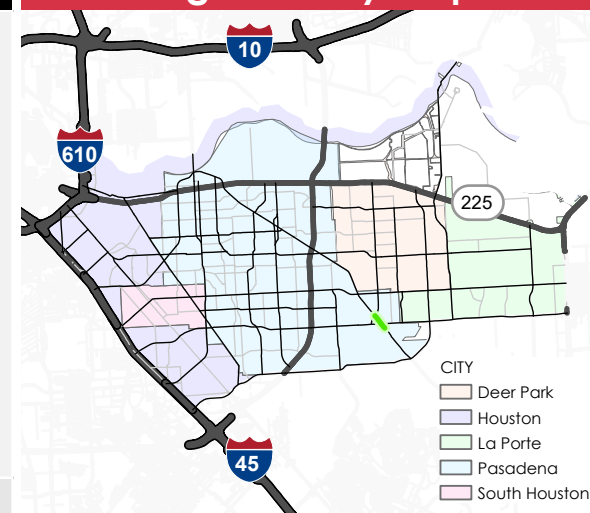 10
610
225
CITY
Deer Park
Houston
La Porte
Pasadena
South Houston
45